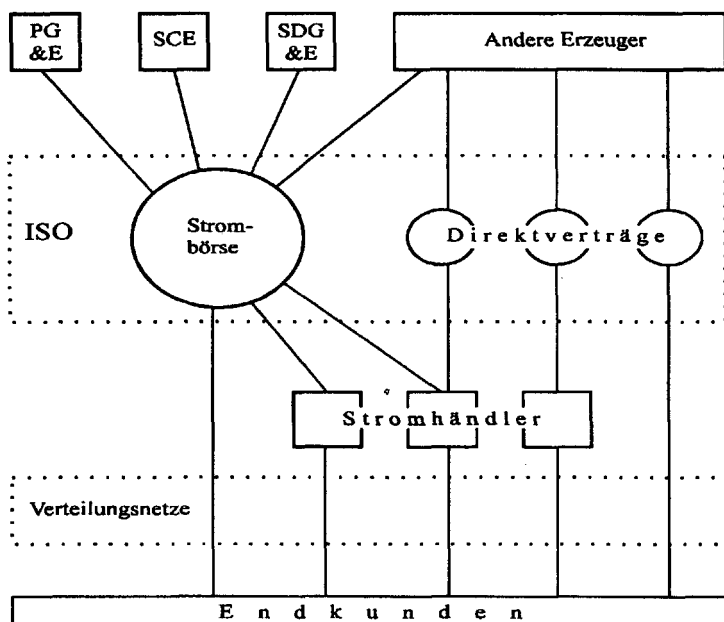 PG
&E
SCE
SDG
&E
Andere Erzeuger
ISO
Strom-
börse
Direktverträge
Stromhändler
Verteilungsnetze
Endkunden